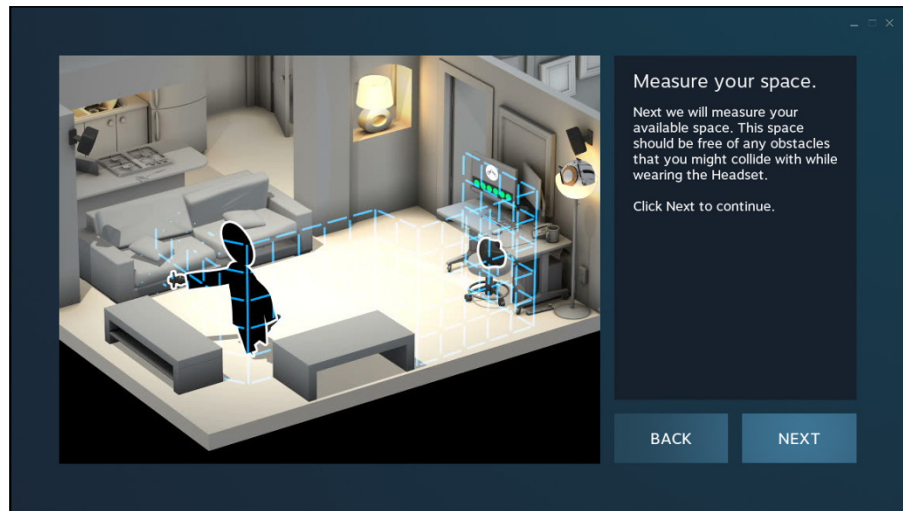 Measure your space.
Next we will measure your
available space. This space
should be free of any obstacles
that you might collide with while
wearing the Headset.
Click Next to continue.
BACK
NEXT